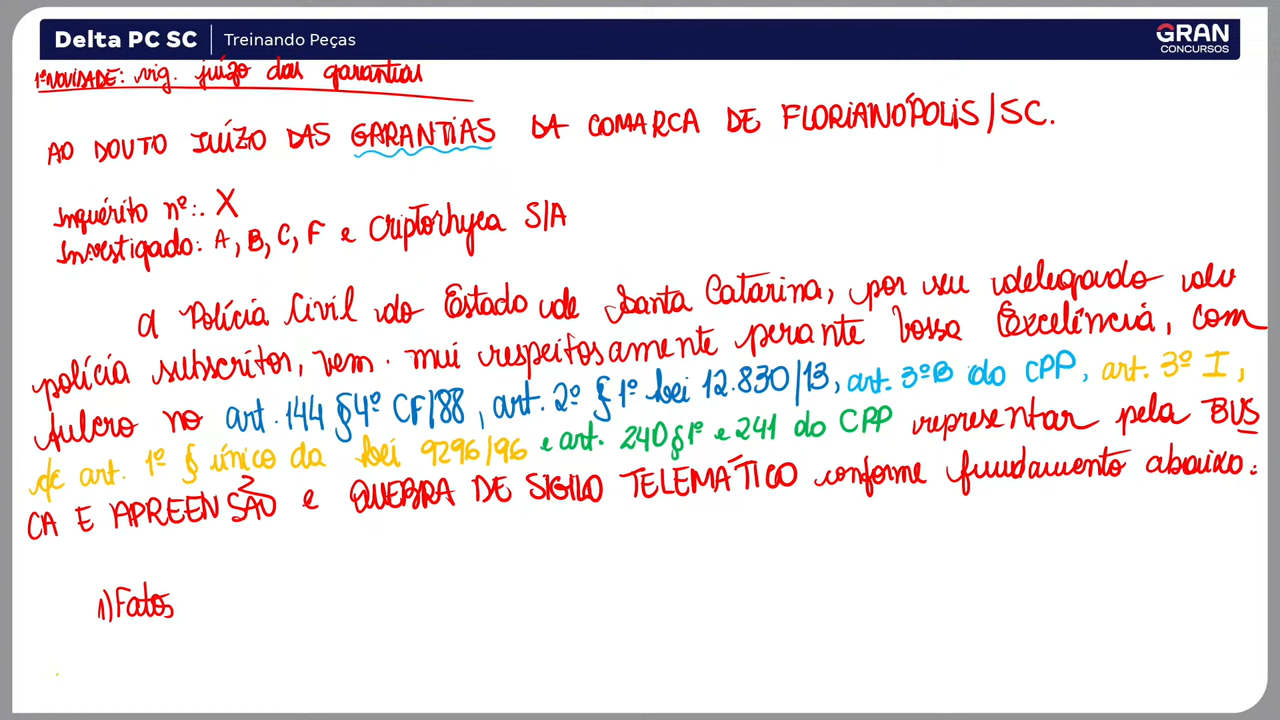 Delta PC SC | Treinando Peças
GRAN
CONCURSOS
1ª NOVIDADE: vig. juízo das garantias
AO DOUTO JUÍZO DAS GARANTIAS DA COMARCA DE FLORIANÓPOLIS/SC.
Inquérito nº: X
Investigado: A, B, C, F e Criptorhyca S/A
A Polícia Civil do Estado de Santa Catarina, por seu delegado de
polícia subscritor, vem mui respeitosamente perante Vossa Excelência, com
fulcro no art. 144 §4º CF/88, art. 2º §1º Lei 12.830/13, art. 3ºB do CPP, art. 3º I,
c/c art. 1º § único da Lei 9296/96 e art. 240 §1º e 241 do CPP representar pela BUS
CA E APREENSÃO e QUEBRA DE SIGILO TELEMÁTICO conforme fundamento abaixo:
1) Fatos